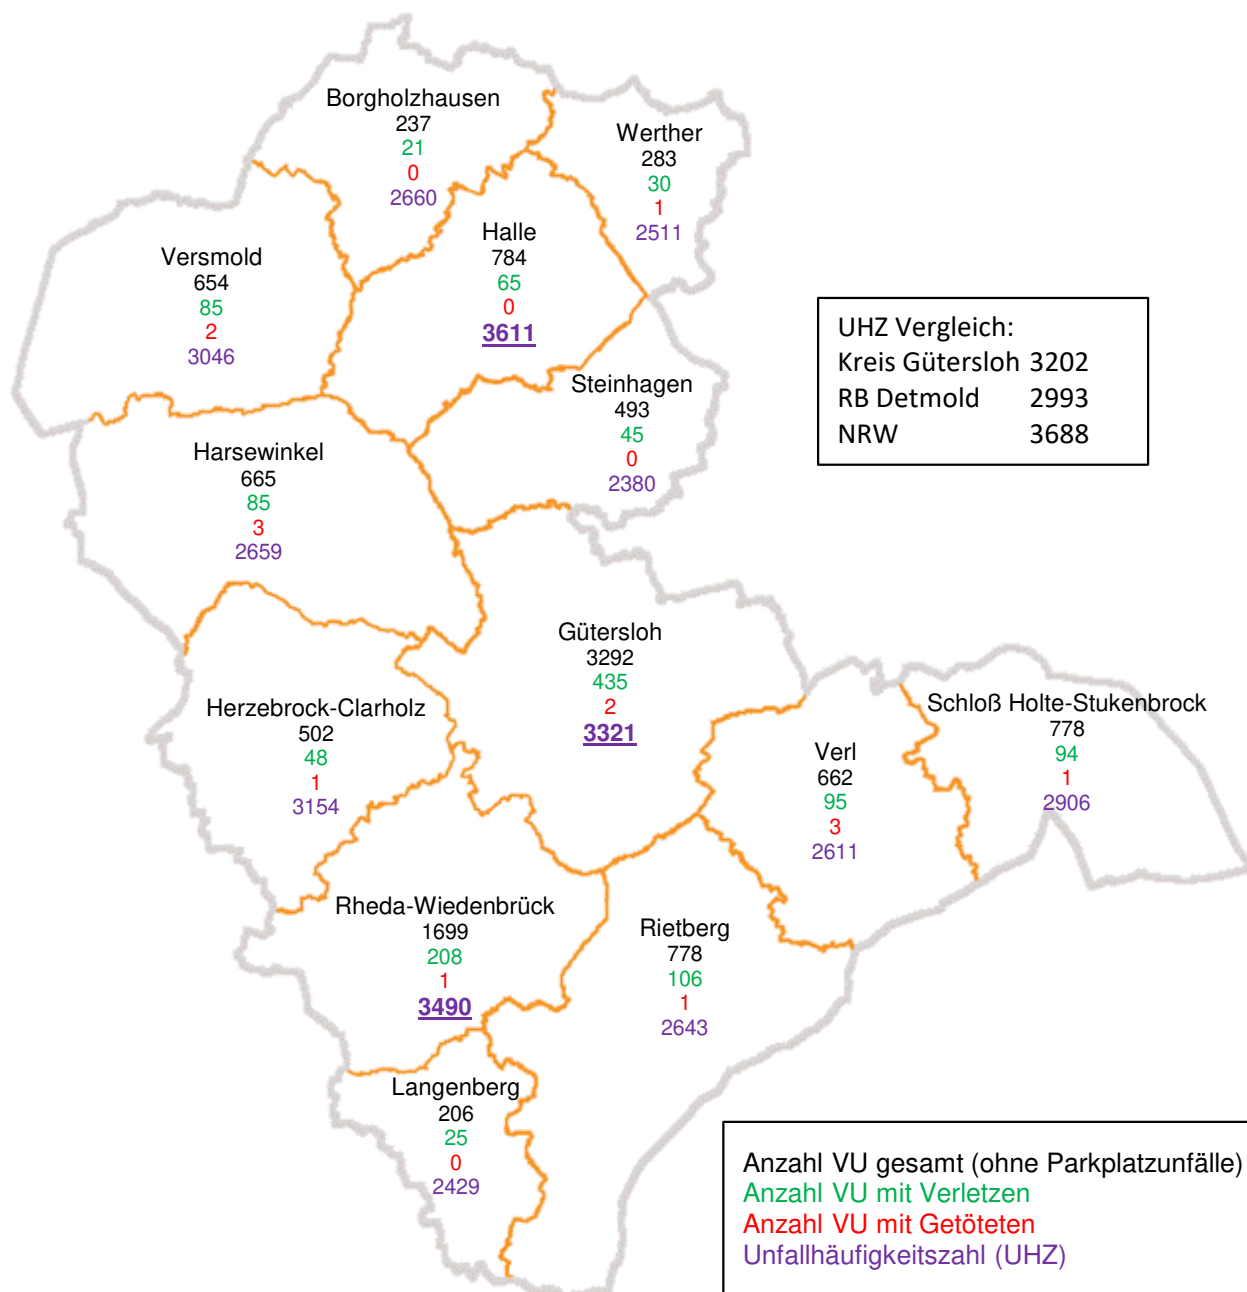 Borgholzhausen
237
21
0
2660
Werther
283
30
1
2511
Halle
784
65
0
3611
Versmold
654
85
2
3046
UHZ Vergleich:
Kreis Gütersloh 3202
RB Detmold 2993
NRW 3688
Steinhagen
493
45
0
2380
Harsewinkel
665
85
3
2659
Gütersloh
3292
435
2
3321
Herzebrock-Clarholz
502
48
1
3154
Schloß Holte-Stukenbrock
778
94
1
2906
Verl
662
95
3
2611
Rheda-Wiedenbrück
1699
208
1
3490
Rietberg
778
106
1
2643
Langenberg
206
25
0
2429
Anzahl VU gesamt (ohne Parkplatzunfälle)
Anzahl VU mit Verletzen
Anzahl VU mit Getöteten
Unfallhäufigkeitszahl (UHZ)